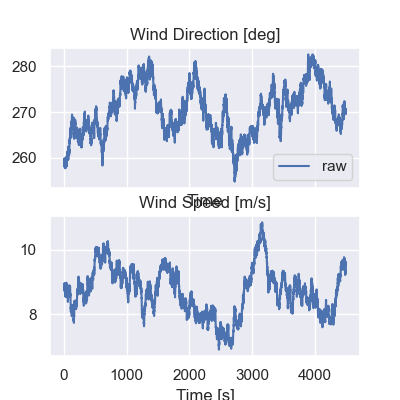 Wind Direction [deg]
280
270
260
raw
Time
Wind Speed [m/s]
10
8
0 1000 2000 3000 4000
Time [s]